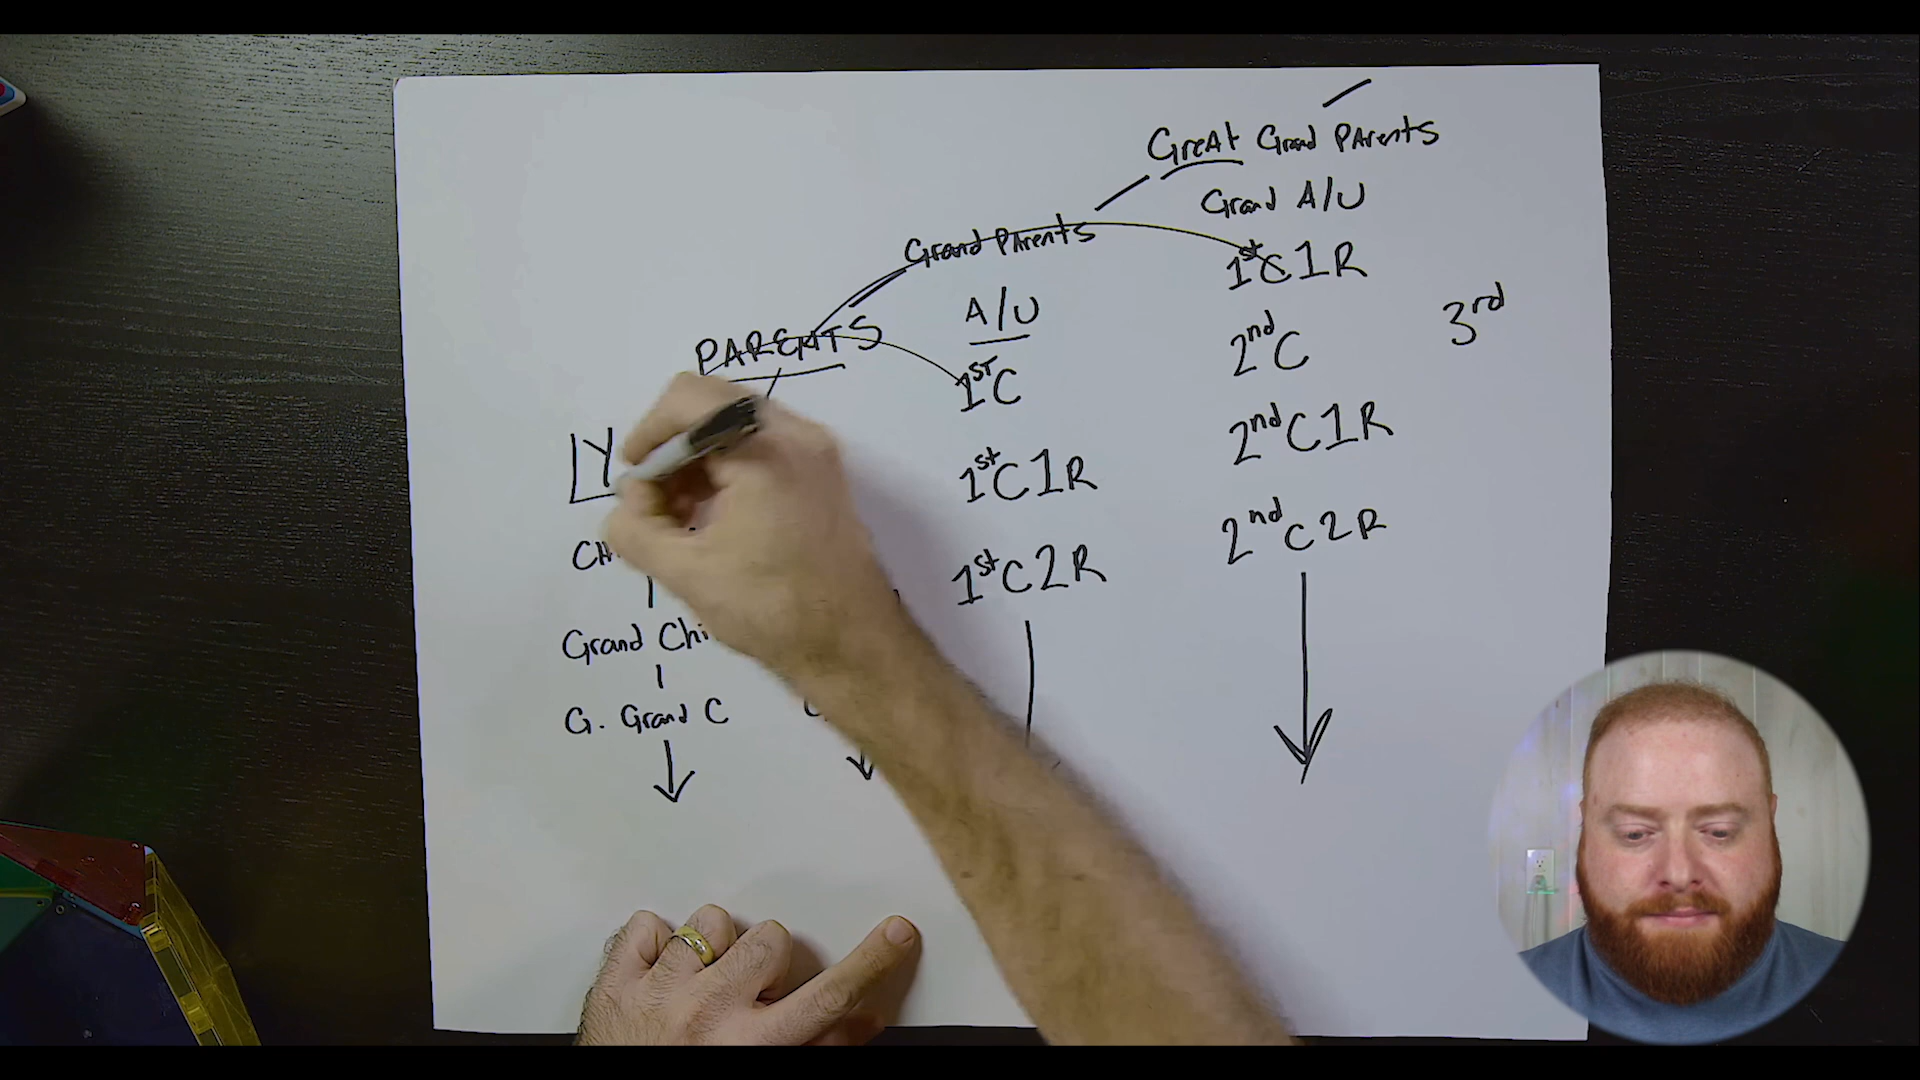 GreAt Grand PArents
Grand A/U
1st C 1 R
2nd C
2nd C 1 R
2nd C 2 R
3rd
Grand PArents
A/U
1ST C
1st C 1 R
1st C 2 R
PARENTS
Grand
G. Grand C